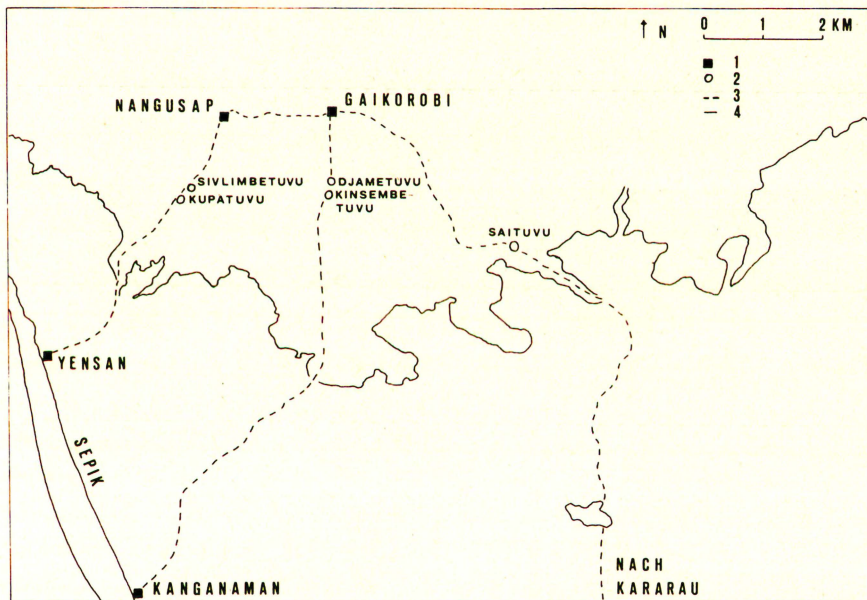 ↑ N
0 1 2 KM
1
2
3
4
NANGUSAP
GAIKOROBI
SIVLIMBETUVU
KUPATUVU
DJAMETUVU
KINSEMBE-
TUVU
SAITUVU
YENSAN
SEPIK
KANGANAMAN
NACH
KARARAU